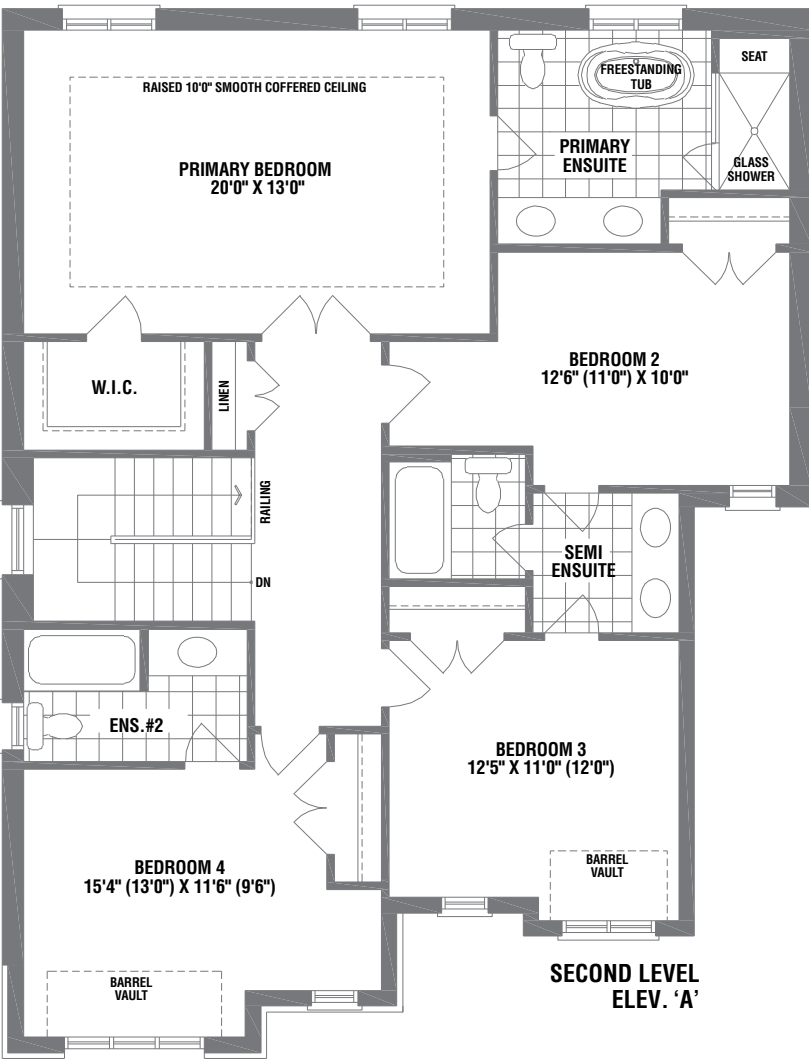 RAISED 10'0" SMOOTH COFFERED CEILING
PRIMARY BEDROOM
20'0" X 13'0"
FREESTANDING
TUB
SEAT
PRIMARY
ENSUITE
GLASS
SHOWER
W.I.C.
LINEN
BEDROOM 2
12'6" (11'0") X 10'0"
RAILING
DN
SEMI
ENSUITE
ENS.#2
BEDROOM 3
12'5" X 11'0" (12'0")
BARREL
VAULT
BEDROOM 4
15'4" (13'0") X 11'6" (9'6")
BARREL
VAULT
SECOND LEVEL
ELEV. ‘A’